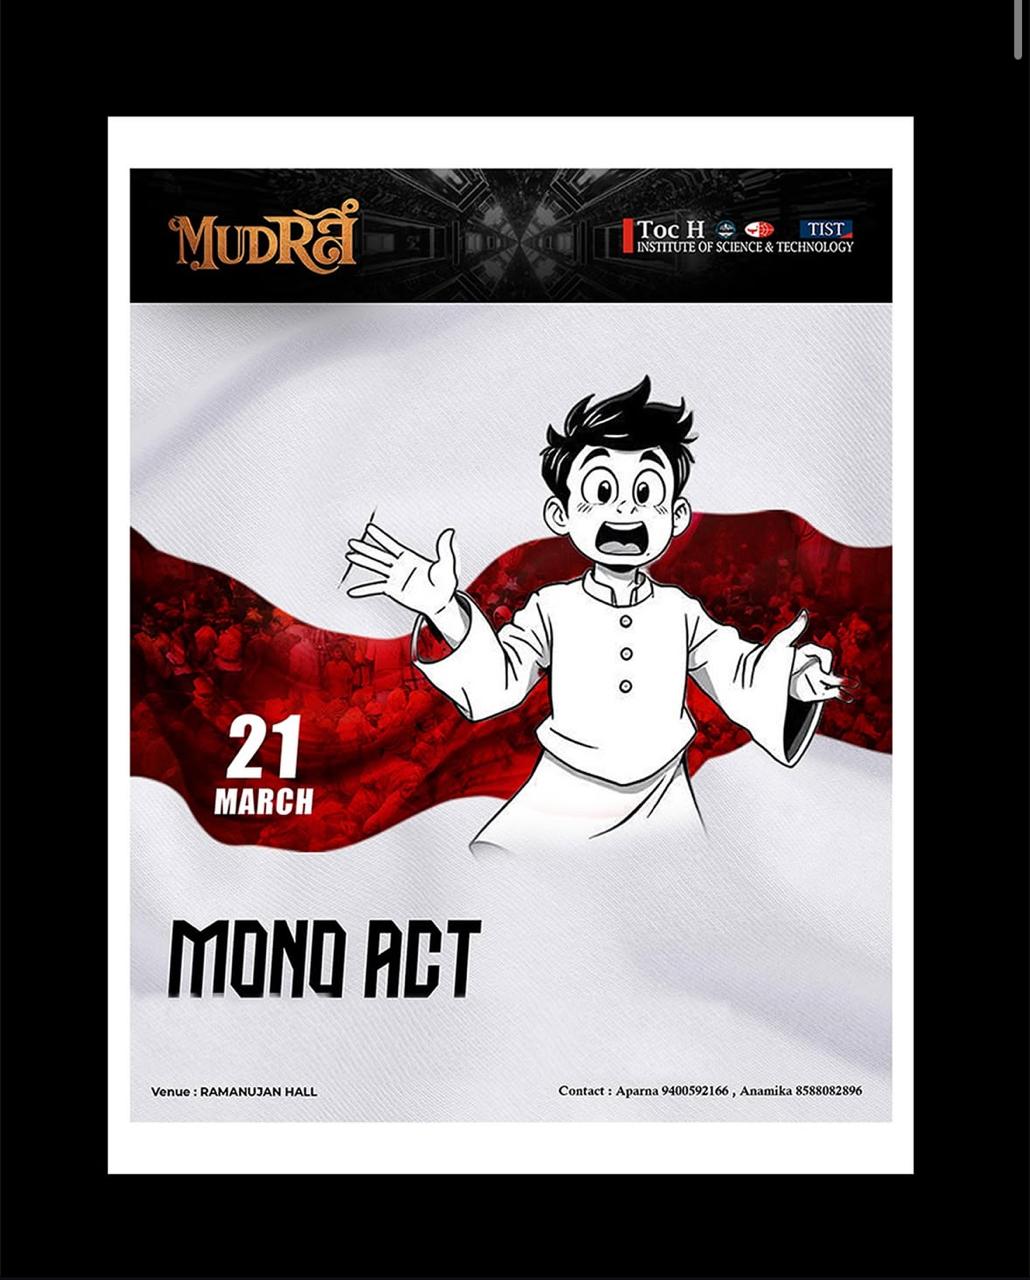 MUDRA
Toc H TIST
INSTITUTE OF SCIENCE & TECHNOLOGY
21
MARCH
MONO ACT
Venue : RAMANUJAN HALL
Contact : Aparna 9400592166 , Anamika 8588082896